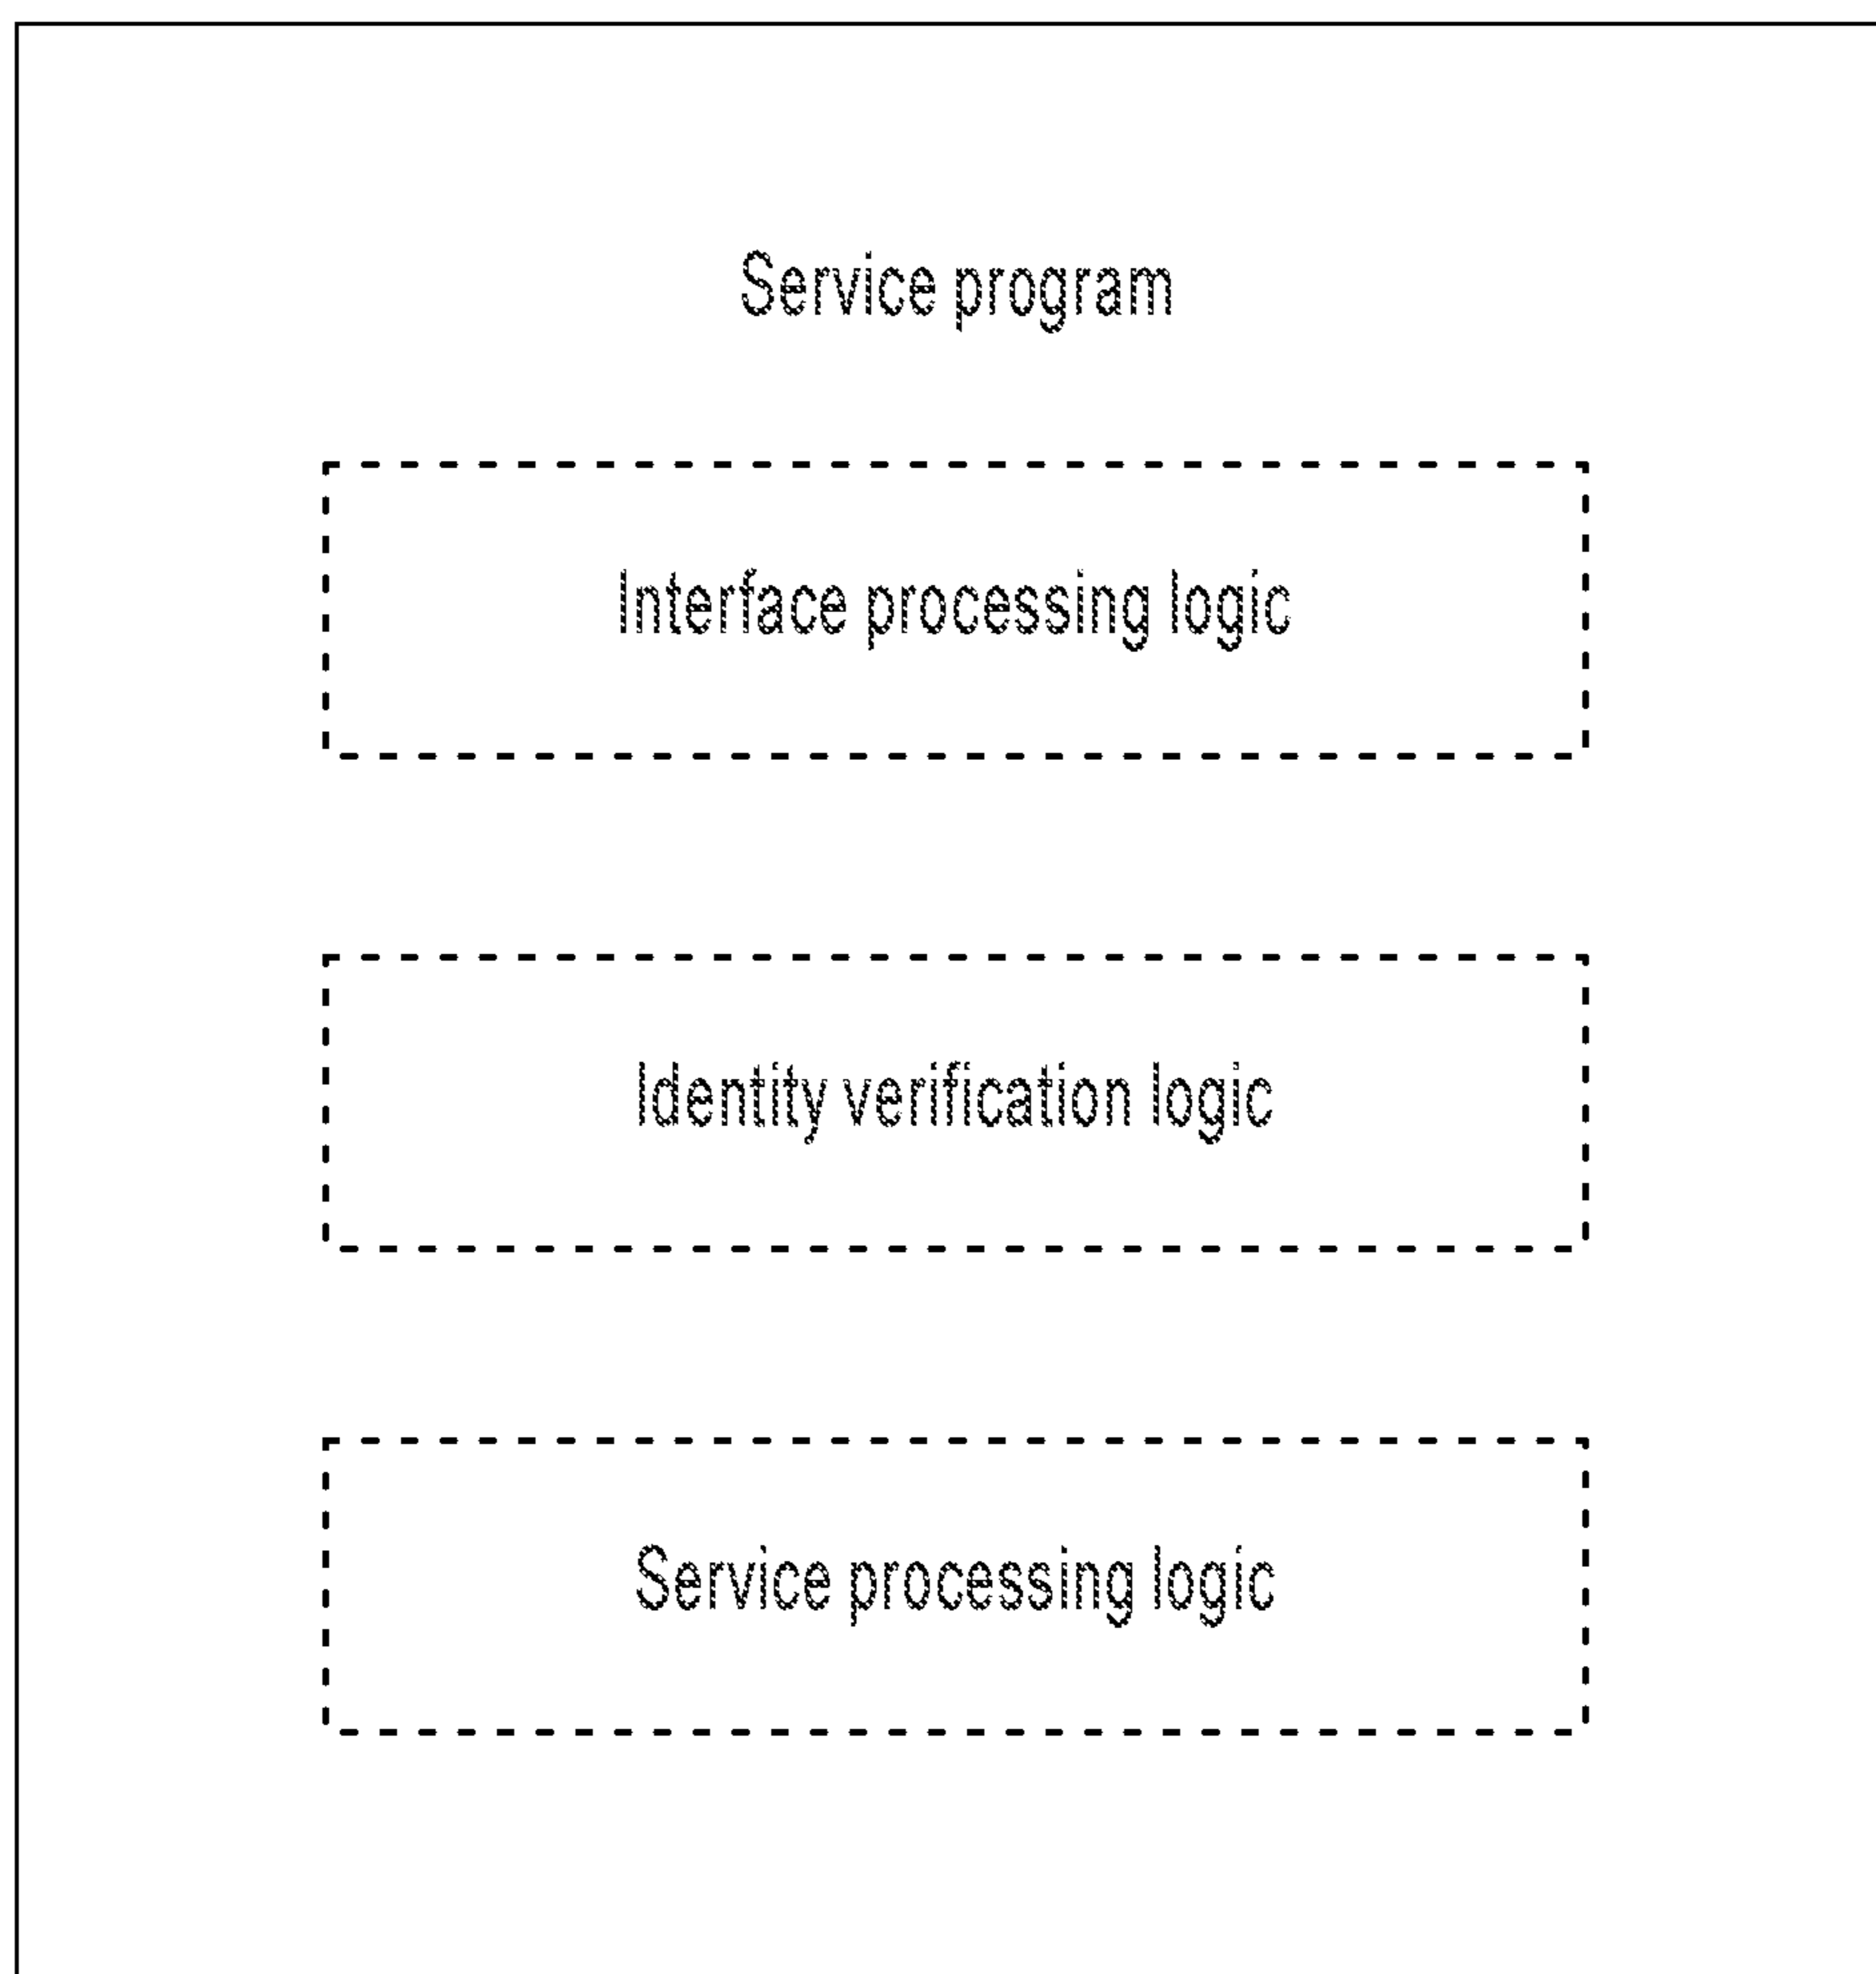 Service program
Interface processing logic
Identity verification logic
Service processing logic